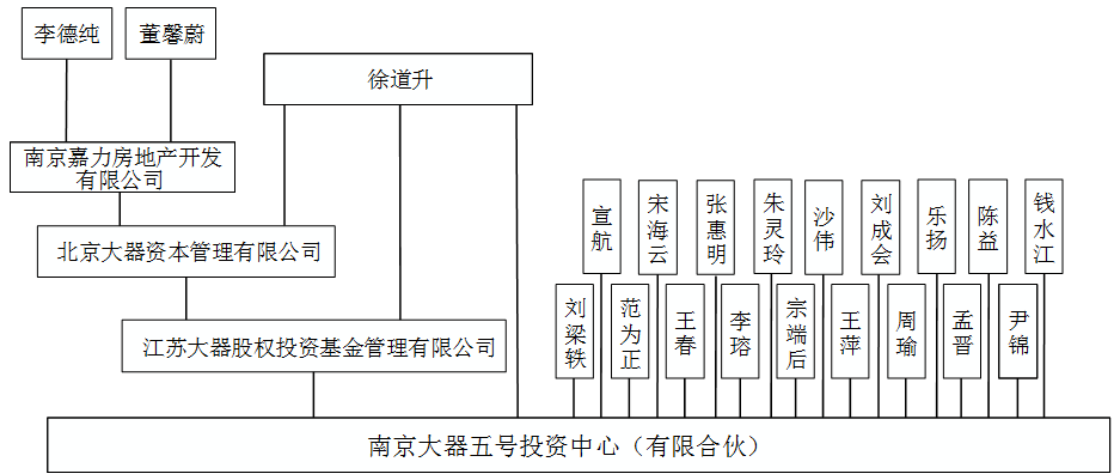 李德纯
董馨蔚
徐道升
南京嘉力房地产开发
有限公司
北京大器资本管理有限公司
江苏大器股权投资基金管理有限公司
宣航
宋海云
张惠明
朱灵玲
沙伟
刘成会
乐扬
陈益
钱水江
刘梁轶
范为正
王春
李瑢
宗端后
王萍
周瑜
孟晋
尹锦
南京大器五号投资中心（有限合伙）